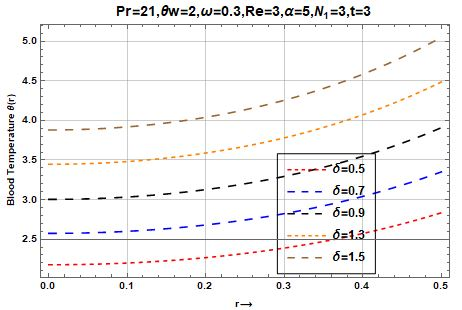 Pr=21,θw=2,ω=0.3,Re=3,α=5,N₁=3,t=3
Blood Temperature θ(r)
5.0
4.5
4.0
3.5
3.0
2.5
δ=0.5
δ=0.7
δ=0.9
δ=1.3
δ=1.5
0.0 0.1 0.2 0.3 0.4 0.5
r→